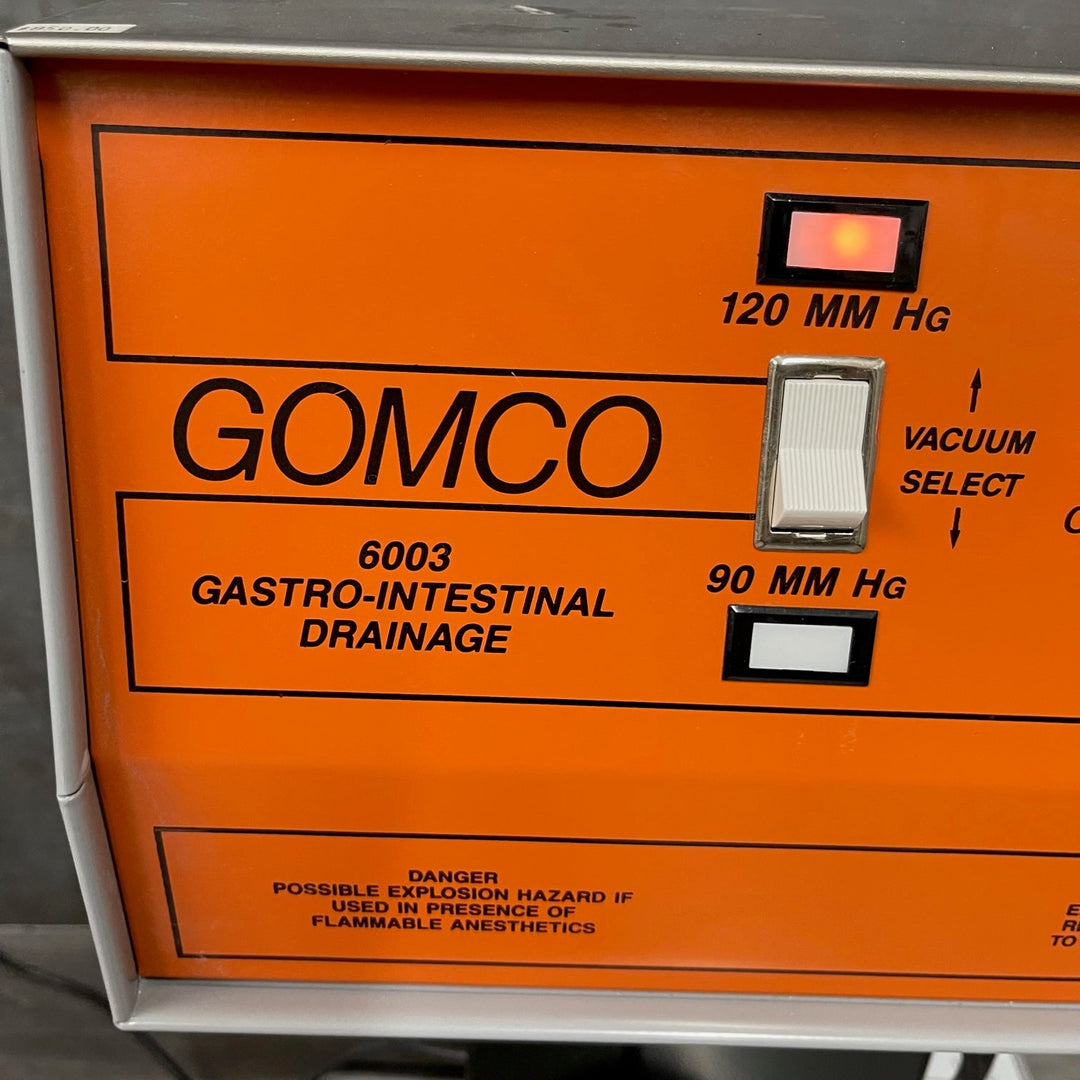 120 MM HG
GOMCO
VACUUM
SELECT
6003
GASTRO-INTESTINAL
DRAINAGE
90 MM HG
DANGER
POSSIBLE EXPLOSION HAZARD IF
USED IN PRESENCE OF
FLAMMABLE ANESTHETICS
TO